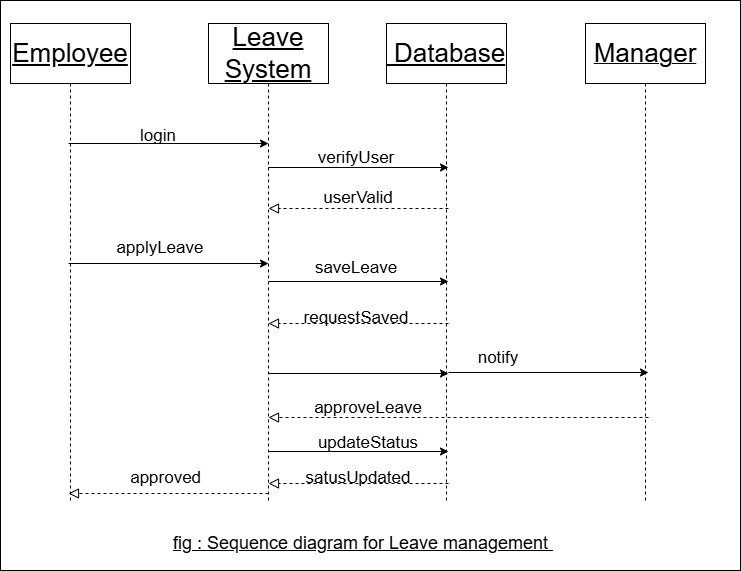 Employee
Leave
System
Database
Manager
login
verifyUser
userValid
applyLeave
saveLeave
requestSaved
notify
approveLeave
updateStatus
approved
satusUpdated
fig : Sequence diagram for Leave management